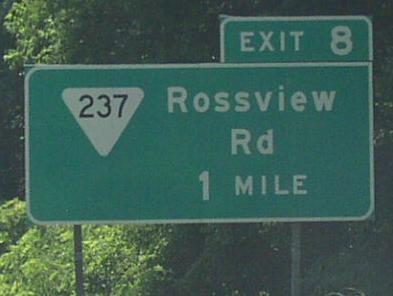 EXIT 8
237
Rossview
Rd
1 MILE